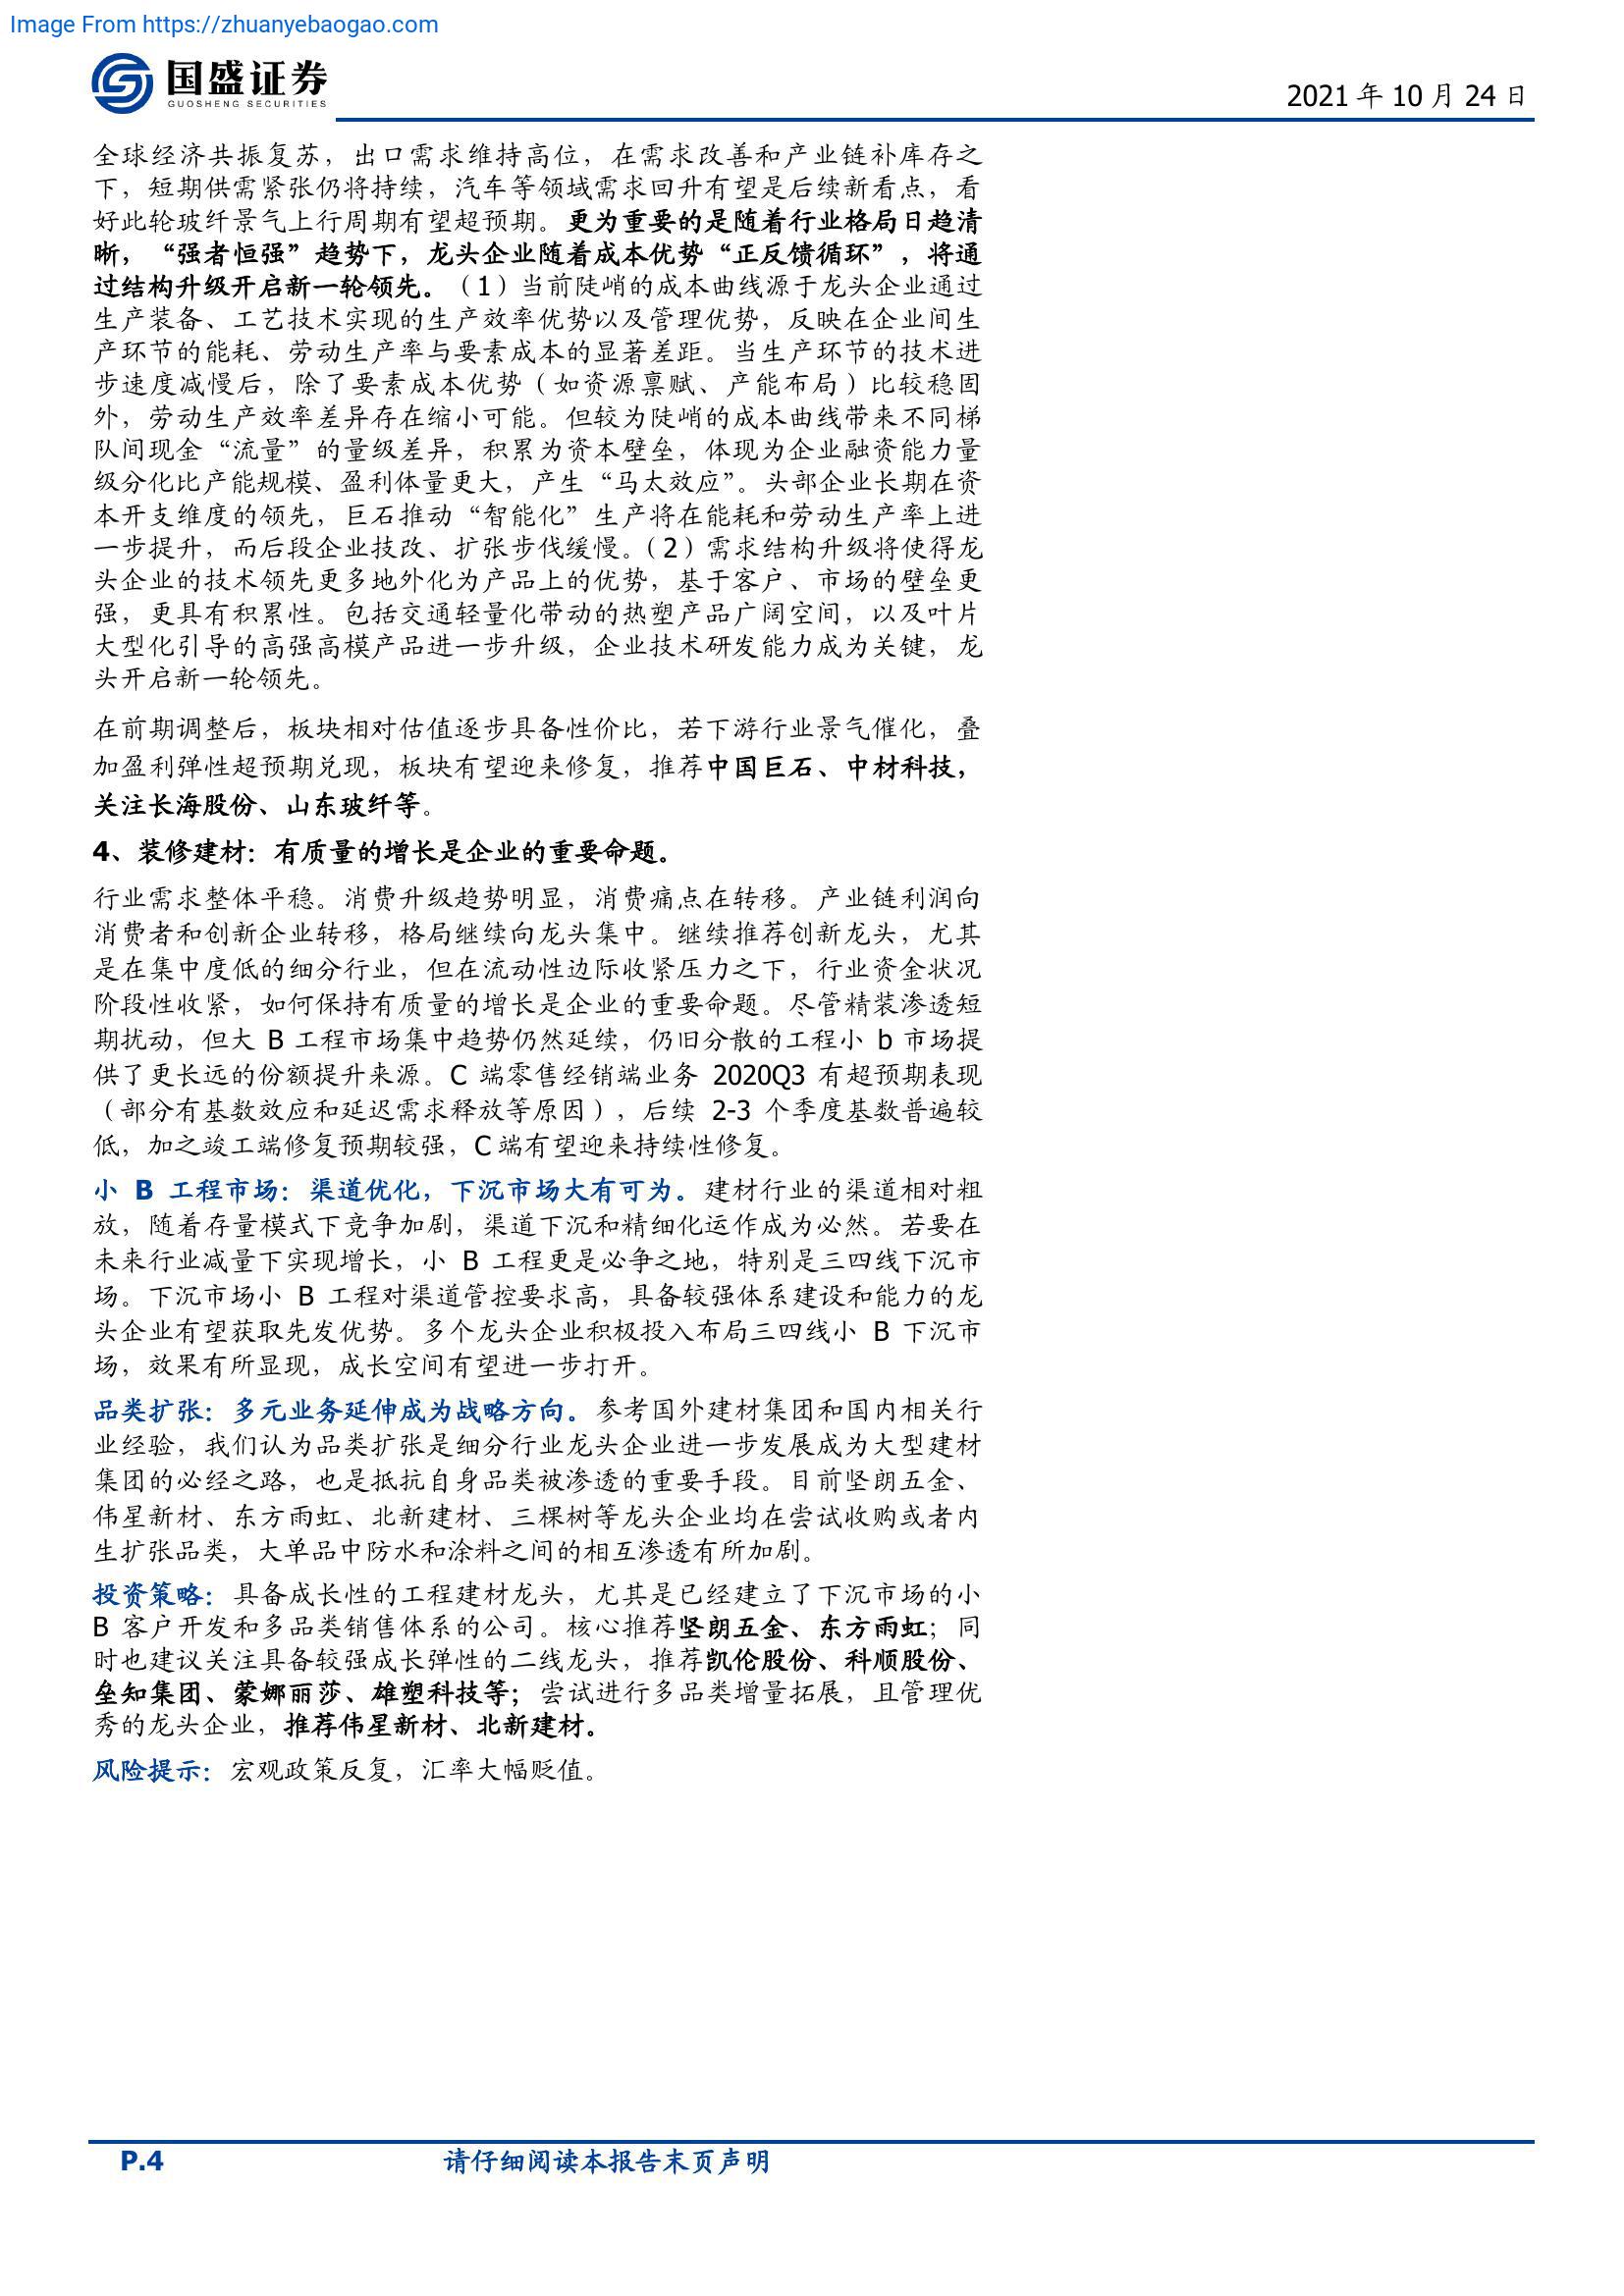 Image From https://zhuanyebaogao.com
国盛证券
GUOSHENG SECURITIES
2021 年 10 月 24 日
全球经济共振复苏，出口需求维持高位，在需求改善和产业链补库存之
下，短期供需紧张仍将持续，汽车等领域需求回升有望是后续新看点，看
好此轮玻纤景气上行周期有望超预期。更为重要的是随着行业格局日趋清
晰，“强者恒强”趋势下，龙头企业随着成本优势“正反馈循环”，将通
过结构升级开启新一轮领先。（1）当前陡峭的成本曲线源于龙头企业通过
生产装备、工艺技术实现的生产效率优势以及管理优势，反映在企业间生
产环节的能耗、劳动生产率与要素成本的显著差距。当生产环节的技术进
步速度减慢后，除了要素成本优势（如资源禀赋、产能布局）比较稳固
外，劳动生产效率差异存在缩小可能。但较为陡峭的成本曲线带来不同梯
队间现金“流量”的量级差异，积累为资本壁垒，体现为企业融资能力量
级分化比产能规模、盈利体量更大，产生“马太效应”。头部企业长期在资
本开支维度的领先，巨石推动“智能化”生产将在能耗和劳动生产率上进
一步提升，而后段企业技改、扩张步伐缓慢。（2）需求结构升级将使得龙
头企业的技术领先更多地外化为产品上的优势，基于客户、市场的壁垒更
强，更具有积累性。包括交通轻量化带动的热塑产品广阔空间，以及叶片
大型化引导的高强高模产品进一步升级，企业技术研发能力成为关键，龙
头开启新一轮领先。
在前期调整后，板块相对估值逐步具备性价比，若下游行业景气催化，叠
加盈利弹性超预期兑现，板块有望迎来修复，推荐中国巨石、中材科技，
关注长海股份、山东玻纤等。
4、装修建材：有质量的增长是企业的重要命题。
行业需求整体平稳。消费升级趋势明显，消费痛点在转移。产业链利润向
消费者和创新企业转移，格局继续向龙头集中。继续推荐创新龙头，尤其
是在集中度低的细分行业，但在流动性边际收紧压力之下，行业资金状况
阶段性收紧，如何保持有质量的增长是企业的重要命题。尽管精装渗透短
期扰动，但大 B 工程市场集中趋势仍然延续，仍旧分散的工程小 b 市场提
供了更长远的份额提升来源。C 端零售经销端业务 2020Q3 有超预期表现
（部分有基数效应和延迟需求释放等原因），后续 2-3 个季度基数普遍较
低，加之竣工端修复预期较强，C 端有望迎来持续性修复。
小 B 工程市场：渠道优化，下沉市场大有可为。建材行业的渠道相对粗
放，随着存量模式下竞争加剧，渠道下沉和精细化运作成为必然。若要在
未来行业减量下实现增长，小 B 工程更是必争之地，特别是三四线下沉市
场。下沉市场小 B 工程对渠道管控要求高，具备较强体系建设和能力的龙
头企业有望获取先发优势。多个龙头企业积极投入布局三四线小 B 下沉市
场，效果有所显现，成长空间有望进一步打开。
品类扩张：多元业务延伸成为战略方向。参考国外建材集团和国内相关行
业经验，我们认为品类扩张是细分行业龙头企业进一步发展成为大型建材
集团的必经之路，也是抵抗自身品类被渗透的重要手段。目前坚朗五金、
伟星新材、东方雨虹、北新建材、三棵树等龙头企业均在尝试收购或者内
生扩张品类，大单品中防水和涂料之间的相互渗透有所加剧。
投资策略：具备成长性的工程建材龙头，尤其是已经建立了下沉市场的小
B 客户开发和多品类销售体系的公司。核心推荐坚朗五金、东方雨虹；同
时也建议关注具备较强成长弹性的二线龙头，推荐凯伦股份、科顺股份、
垒知集团、蒙娜丽莎、雄塑科技等；尝试进行多品类增量拓展，且管理优
秀的龙头企业，推荐伟星新材、北新建材。
风险提示：宏观政策反复，汇率大幅贬值。
P.4
请仔细阅读本报告末页声明